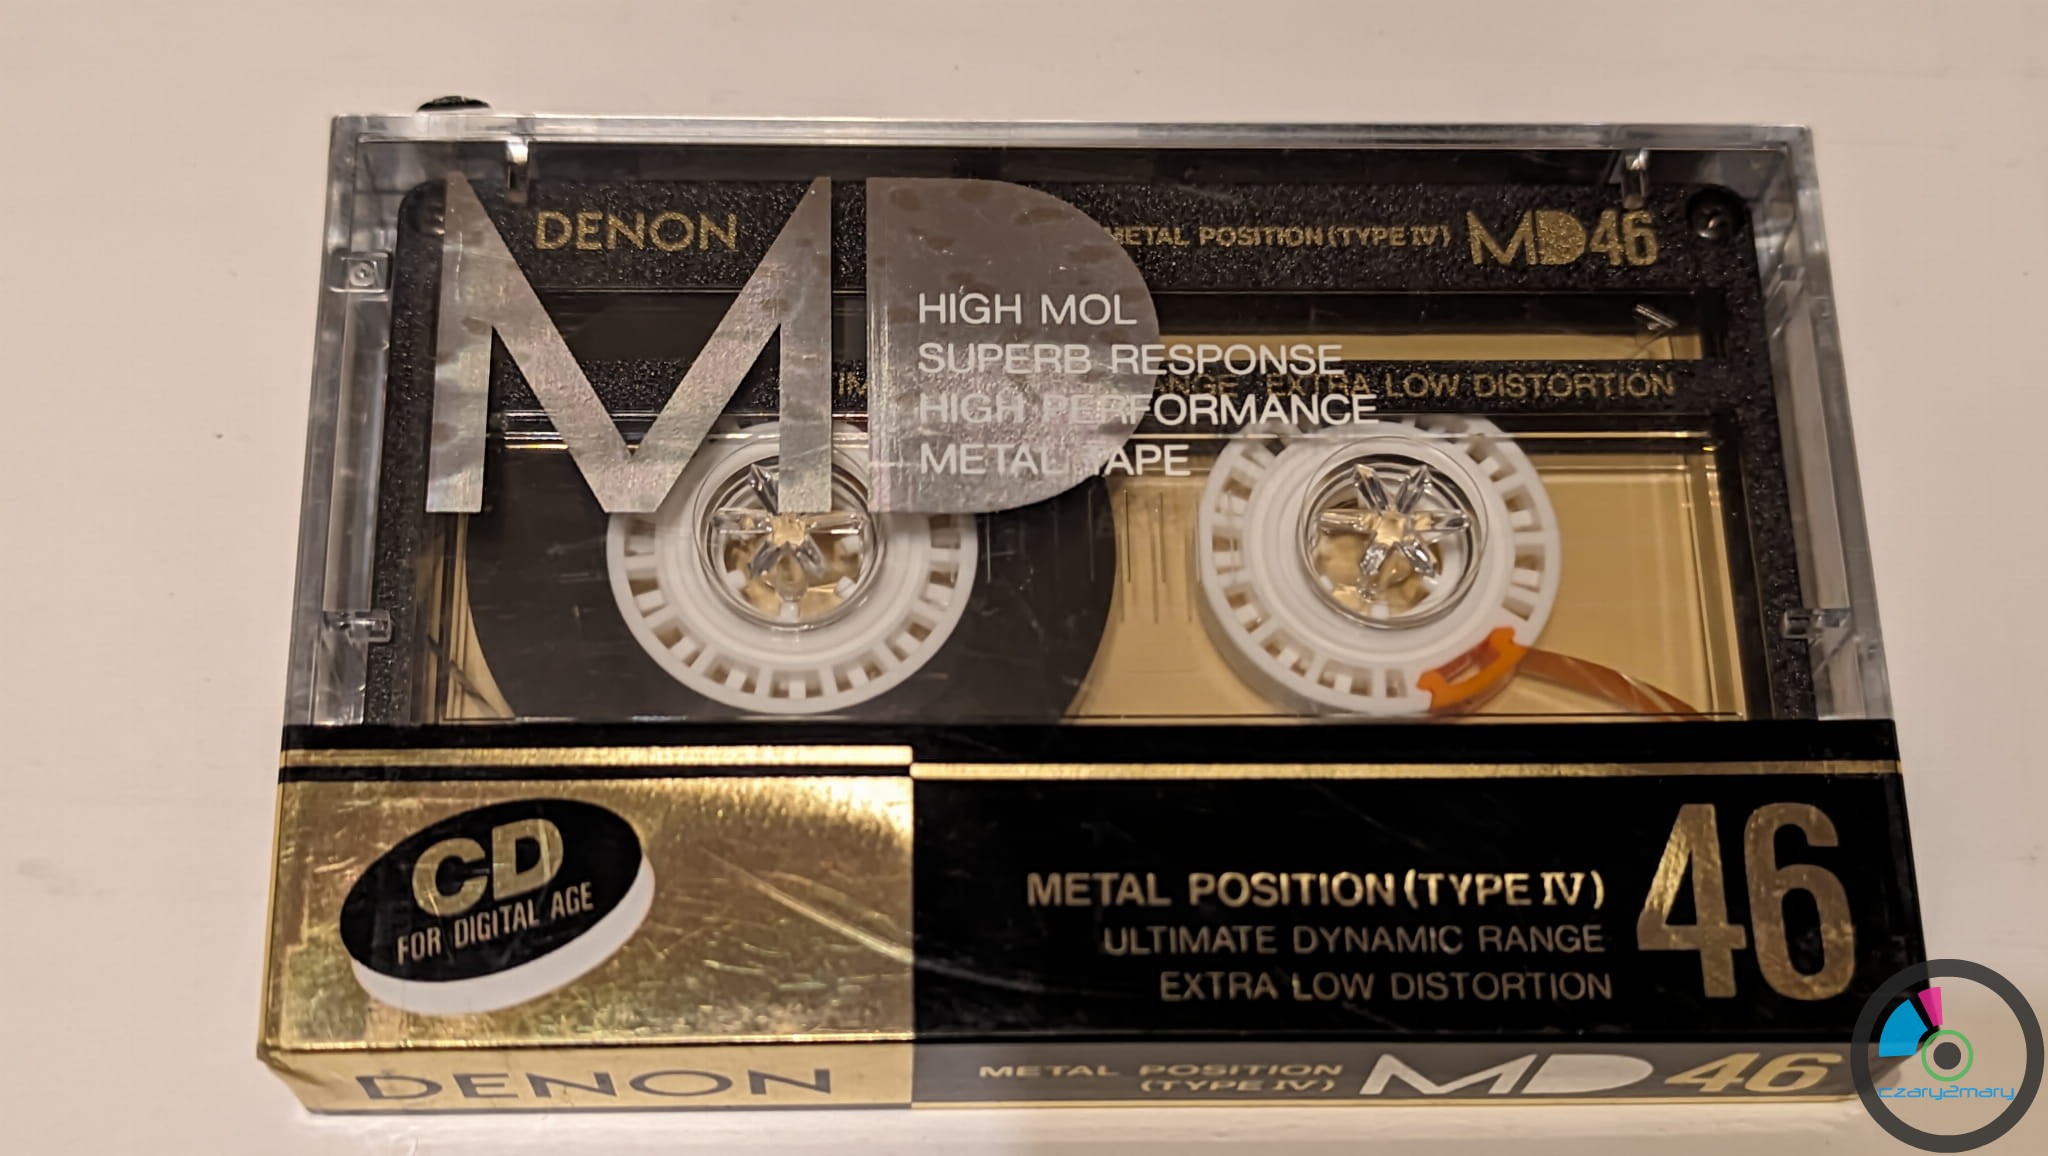 DENON
METAL POSITION (TYPE IV) MD46
MD
HIGH MOL
SUPERB RESPONSE
EXTRA LOW DISTORTION
HIGH PERFORMANCE
METAL TAPE
CD
FOR DIGITAL AGE
METAL POSITION (TYPE IV)
ULTIMATE DYNAMIC RANGE
EXTRA LOW DISTORTION
46
DENON
METAL POSITION
(TYPE IV)
MD 46
czary2mary